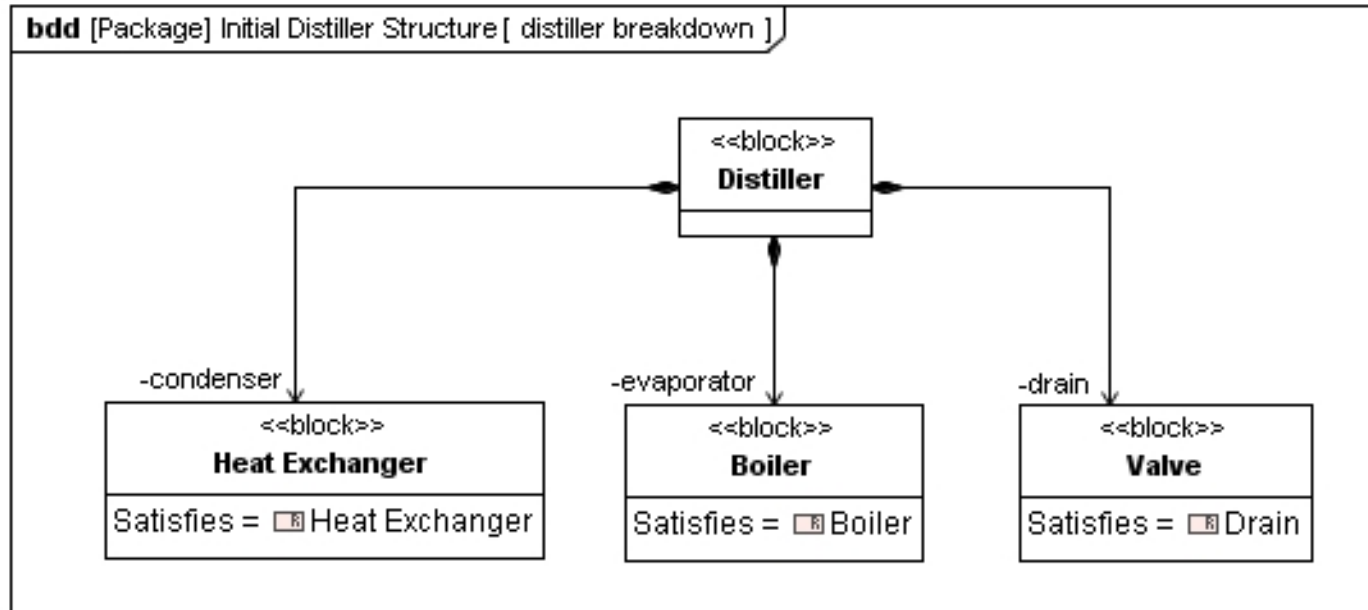 bdd [Package] Initial Distiller Structure [ distiller breakdown ]
<<block>>
Distiller
-condenser
-evaporator
-drain
<<block>>
Heat Exchanger
Satisfies = R Heat Exchanger
<<block>>
Boiler
Satisfies = R Boiler
<<block>>
Valve
Satisfies = R Drain